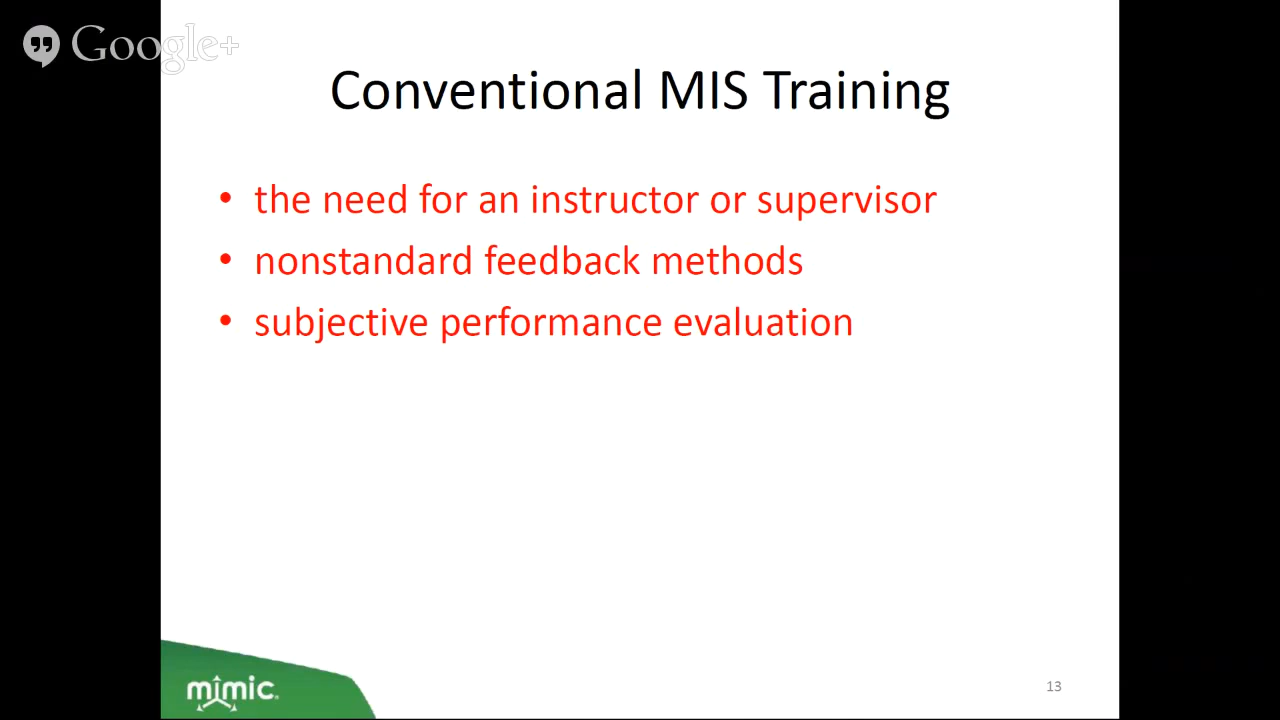 Google+
Conventional MIS Training
• the need for an instructor or supervisor
• nonstandard feedback methods
• subjective performance evaluation
mimic.
13